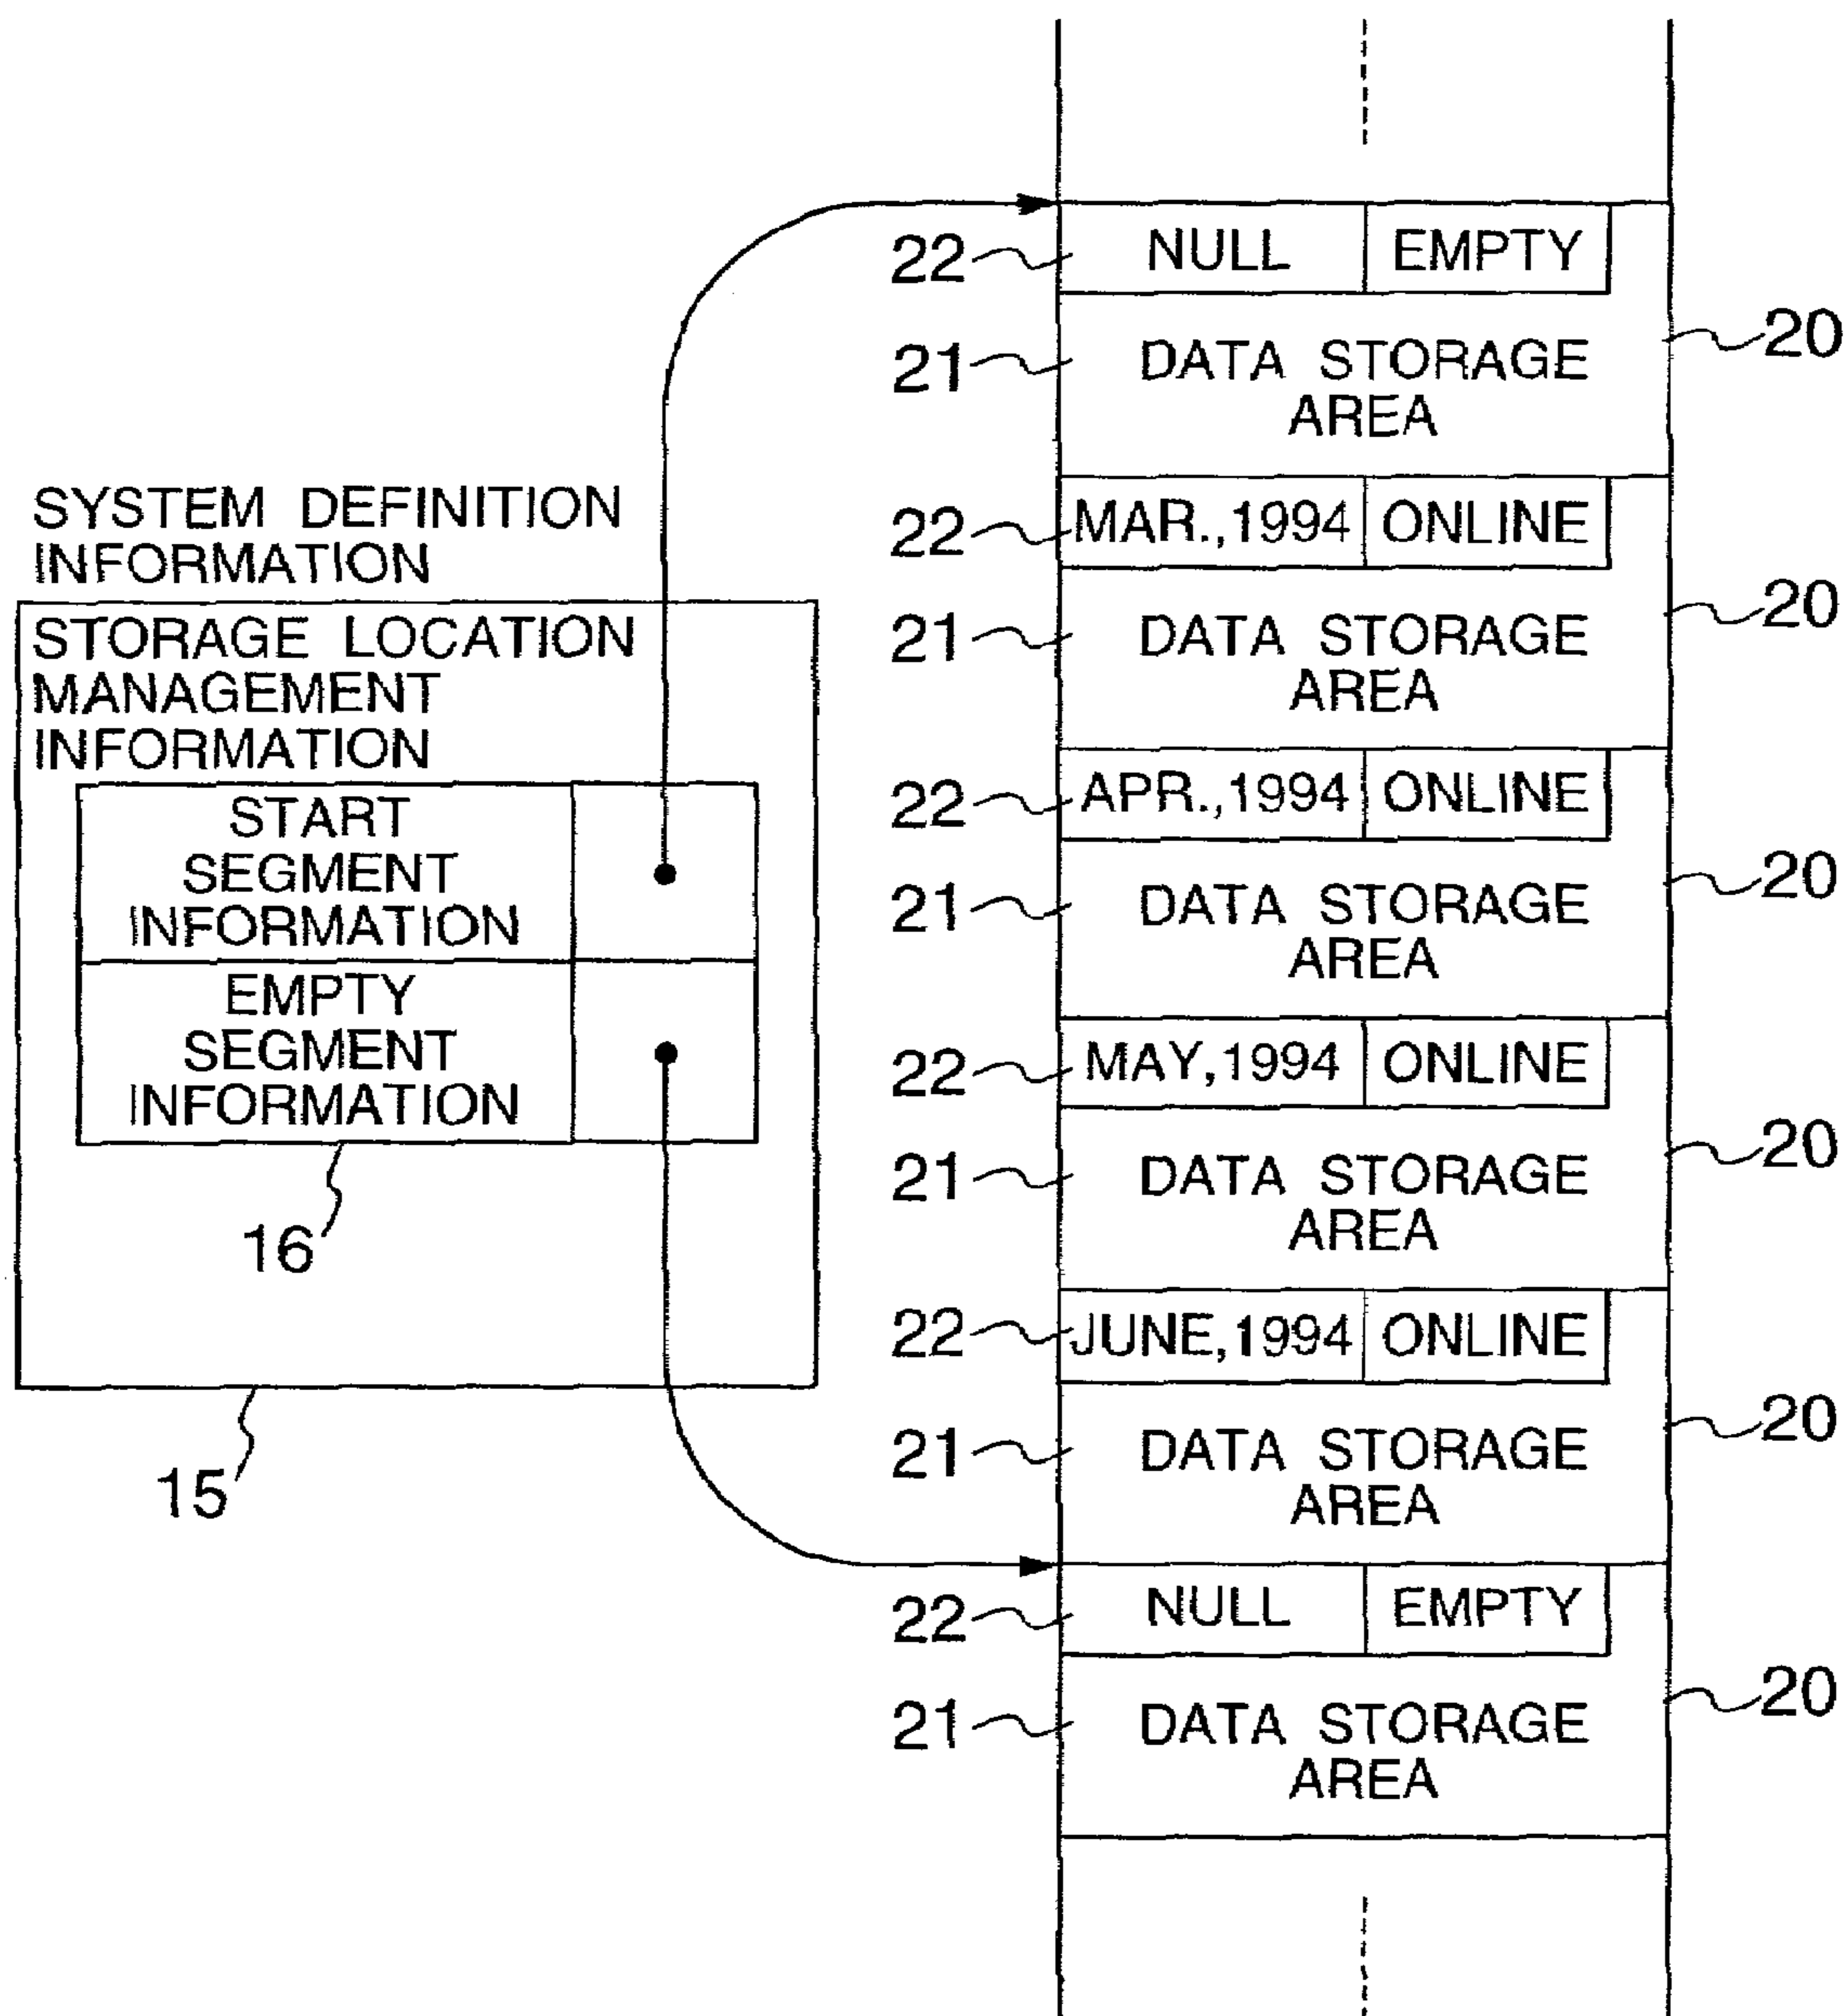 SYSTEM DEFINITION
INFORMATION
STORAGE LOCATION
MANAGEMENT
INFORMATION
START
SEGMENT
INFORMATION
EMPTY
SEGMENT
INFORMATION
16
15
22 NULL EMPTY
20
21 DATA STORAGE
AREA
22 MAR.,1994 ONLINE
20
21 DATA STORAGE
AREA
22 APR.,1994 ONLINE
20
21 DATA STORAGE
AREA
22 MAY,1994 ONLINE
20
21 DATA STORAGE
AREA
22 JUNE,1994 ONLINE
20
21 DATA STORAGE
AREA
22 NULL EMPTY
20
21 DATA STORAGE
AREA